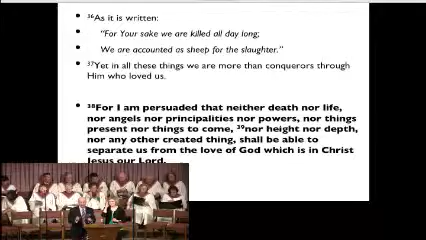 36As it is written:
“For Your sake we are killed all day long;
We are accounted as sheep for the slaughter.”
37Yet in all these things we are more than conquerors through
Him who loved us.
38For I am persuaded that neither death nor life,
nor angels nor principalities nor powers, nor things
present nor things to come, 39nor height nor depth,
nor any other created thing, shall be able to
separate us from the love of God which is in Christ
Jesus our Lord.